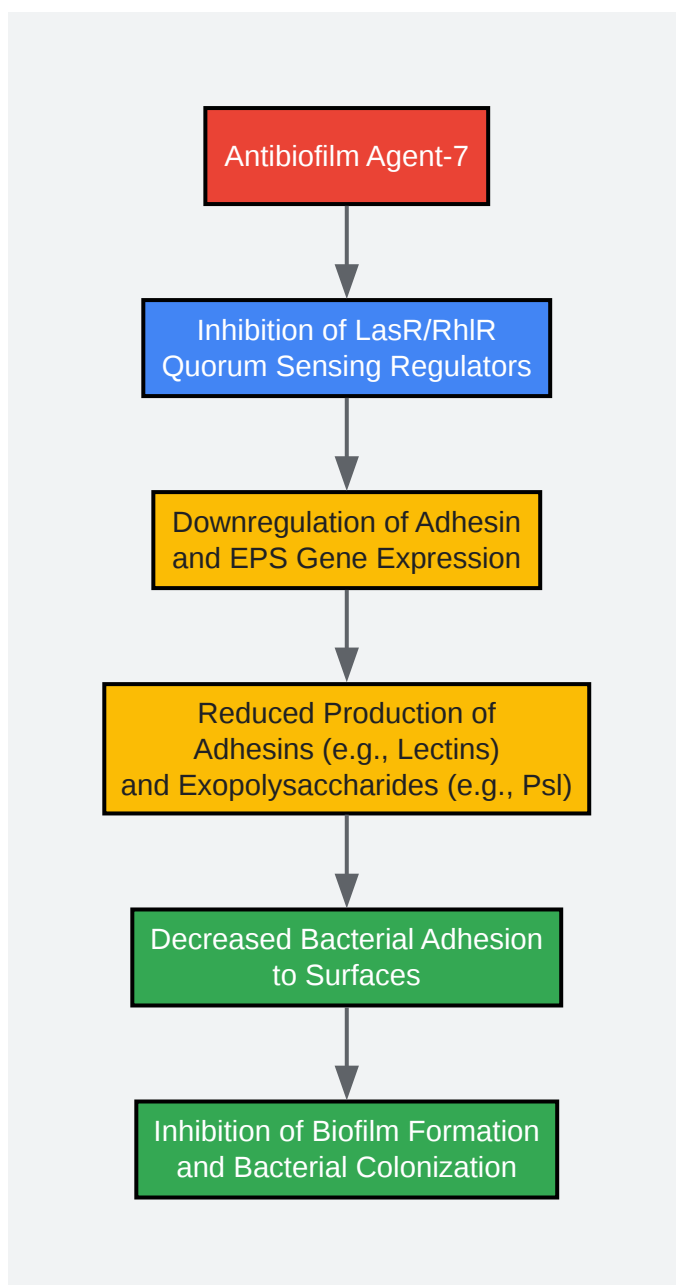 Antibiofilm Agent-7
Inhibition of LasR/RhlR
Quorum Sensing Regulators
Downregulation of Adhesin
and EPS Gene Expression
Reduced Production of
Adhesins (e.g., Lectins)
and Exopolysaccharides (e.g., Psl)
Decreased Bacterial Adhesion
to Surfaces
Inhibition of Biofilm Formation
and Bacterial Colonization